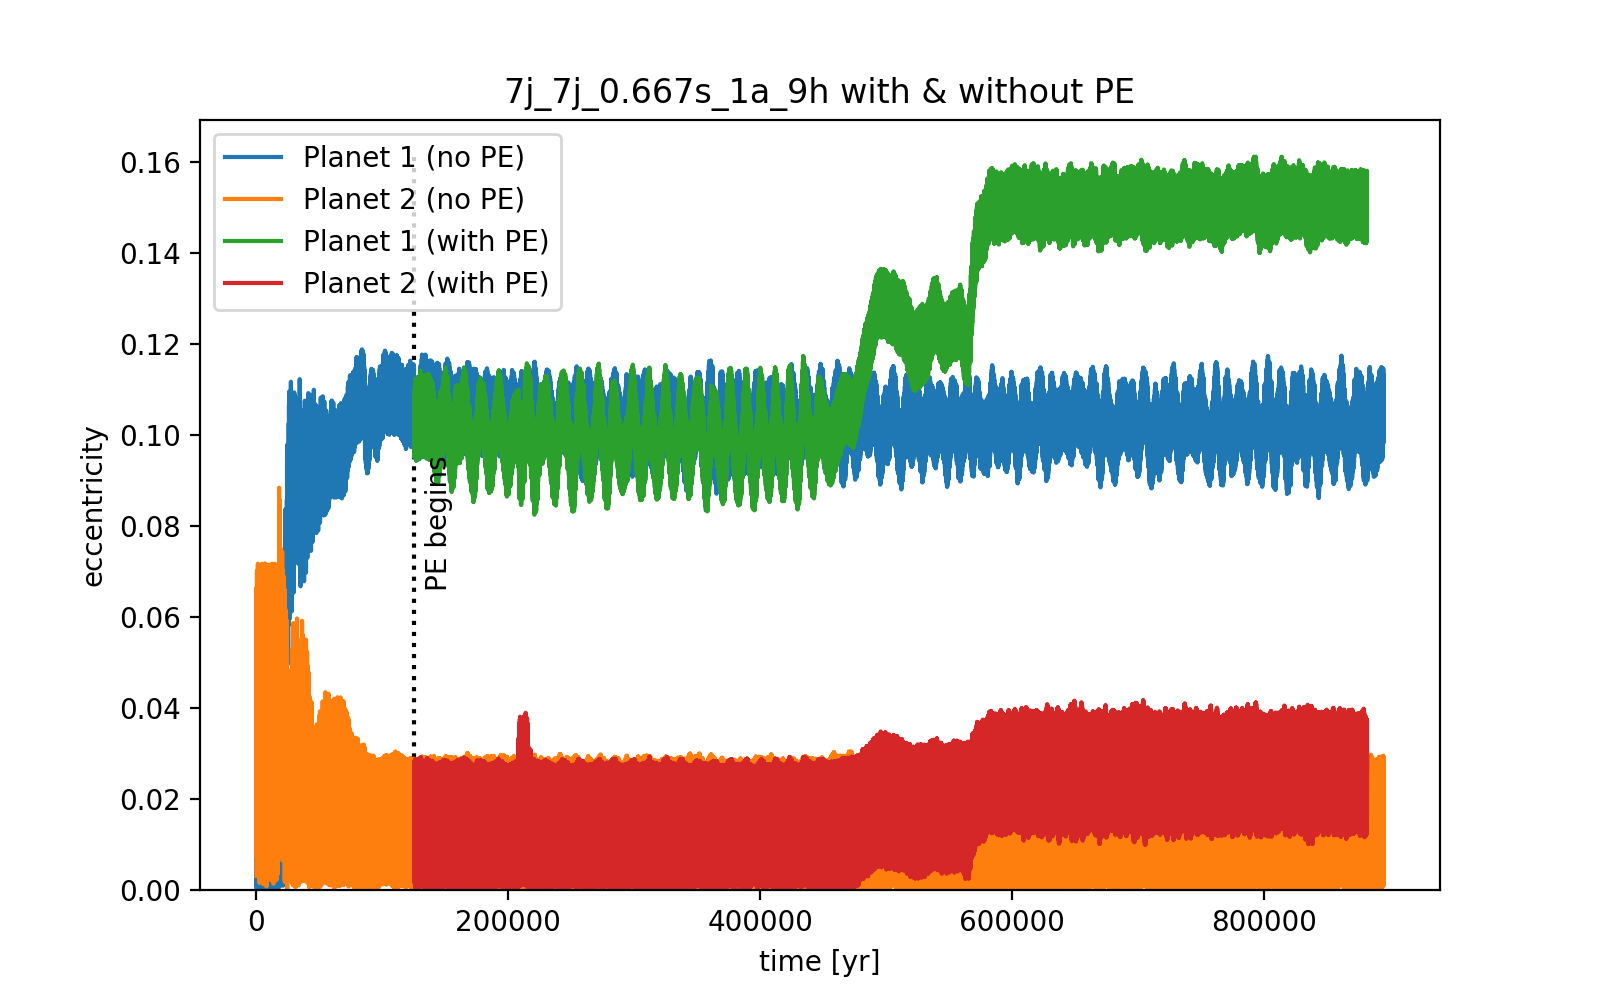 7j_7j_0.667s_1a_9h with & without PE
Planet 1 (no PE)
Planet 2 (no PE)
Planet 1 (with PE)
Planet 2 (with PE)
0.16
0.14
0.12
0.10
0.08
0.06
0.04
0.02
0.00
eccentricity
PE begins
0
200000
400000
600000
800000
time [yr]